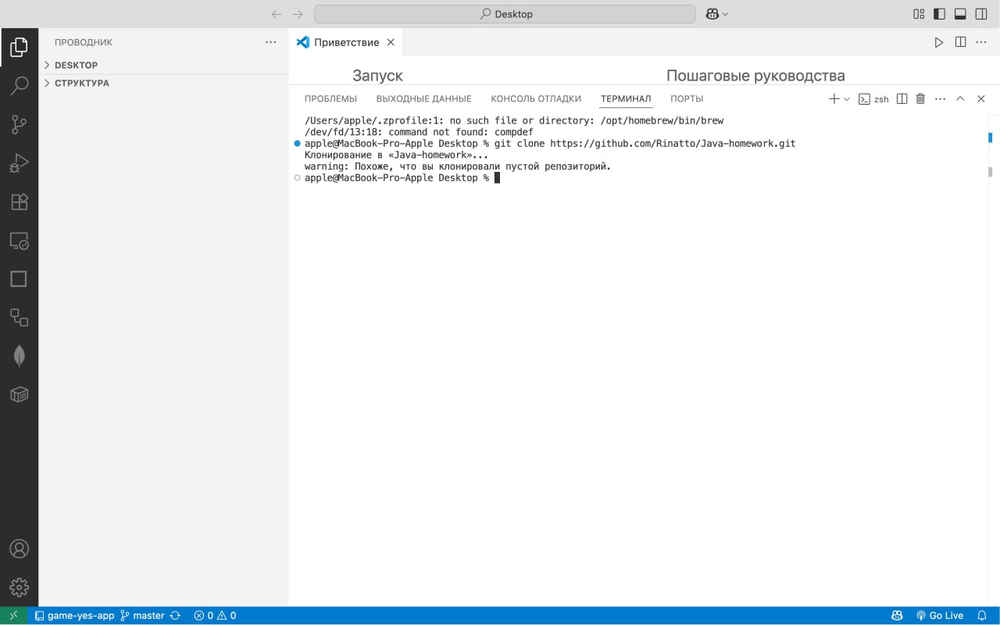 Desktop
ПРОВОДНИК
Приветствие
DESKTOP
СТРУКТУРА
Запуск
Пошаговые руководства
ПРОБЛЕМЫ ВЫХОДНЫЕ ДАННЫЕ КОНСОЛЬ ОТЛАДКИ ТЕРМИНАЛ ПОРТЫ
zsh
/Users/apple/.zprofile:1: no such file or directory: /opt/homebrew/bin/brew
/dev/fd/13:18: command not found: compdef
apple@MacBook-Pro-Apple Desktop % git clone https://github.com/Rinatto/Java-homework.git
Клонирование в «Java-homework»...
warning: Похоже, что вы клонировали пустой репозиторий.
apple@MacBook-Pro-Apple Desktop %
game-yes-app master 0 0
Go Live